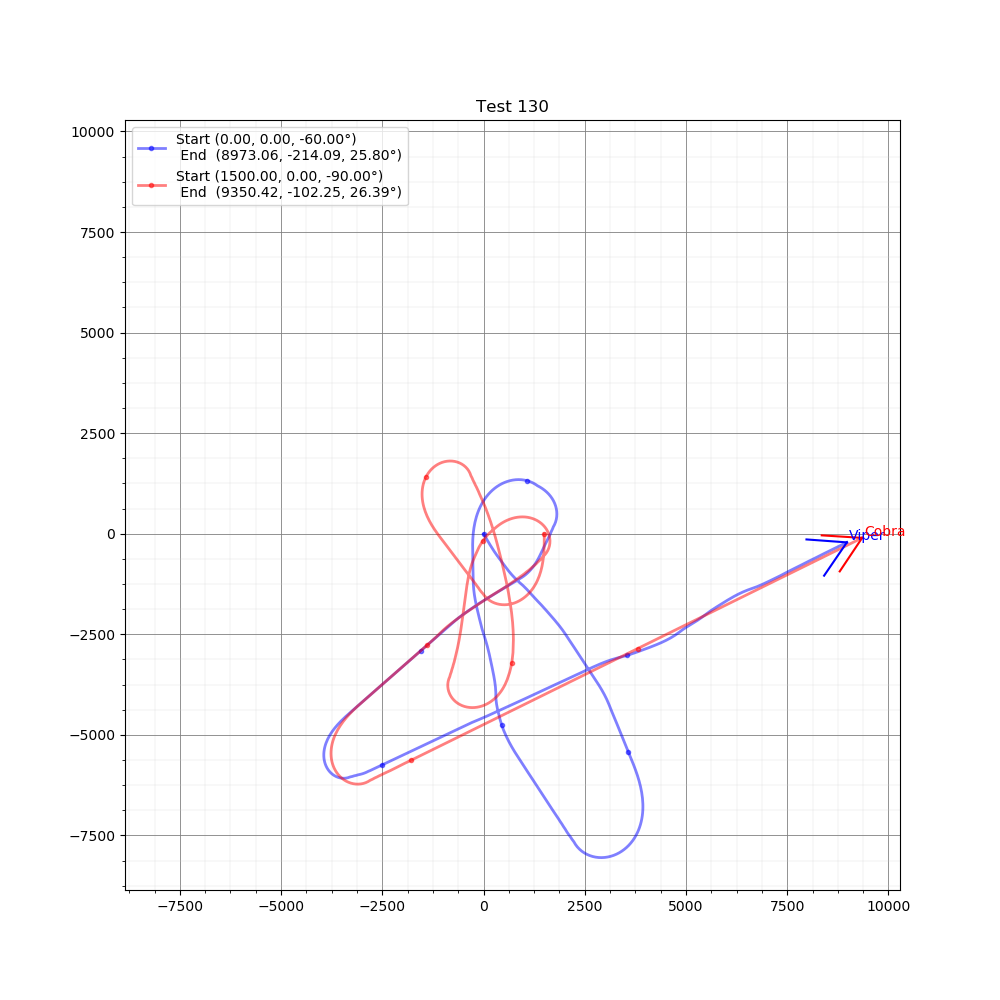 Test 130
Start (0.00, 0.00, -60.00°)
End (8973.06, -214.09, 25.80°)
Start (1500.00, 0.00, -90.00°)
End (9350.42, -102.25, 26.39°)
10000
7500
5000
2500
0
−2500
−5000
−7500
Cobra
Viper
−7500 −5000 −2500 0 2500 5000 7500 10000